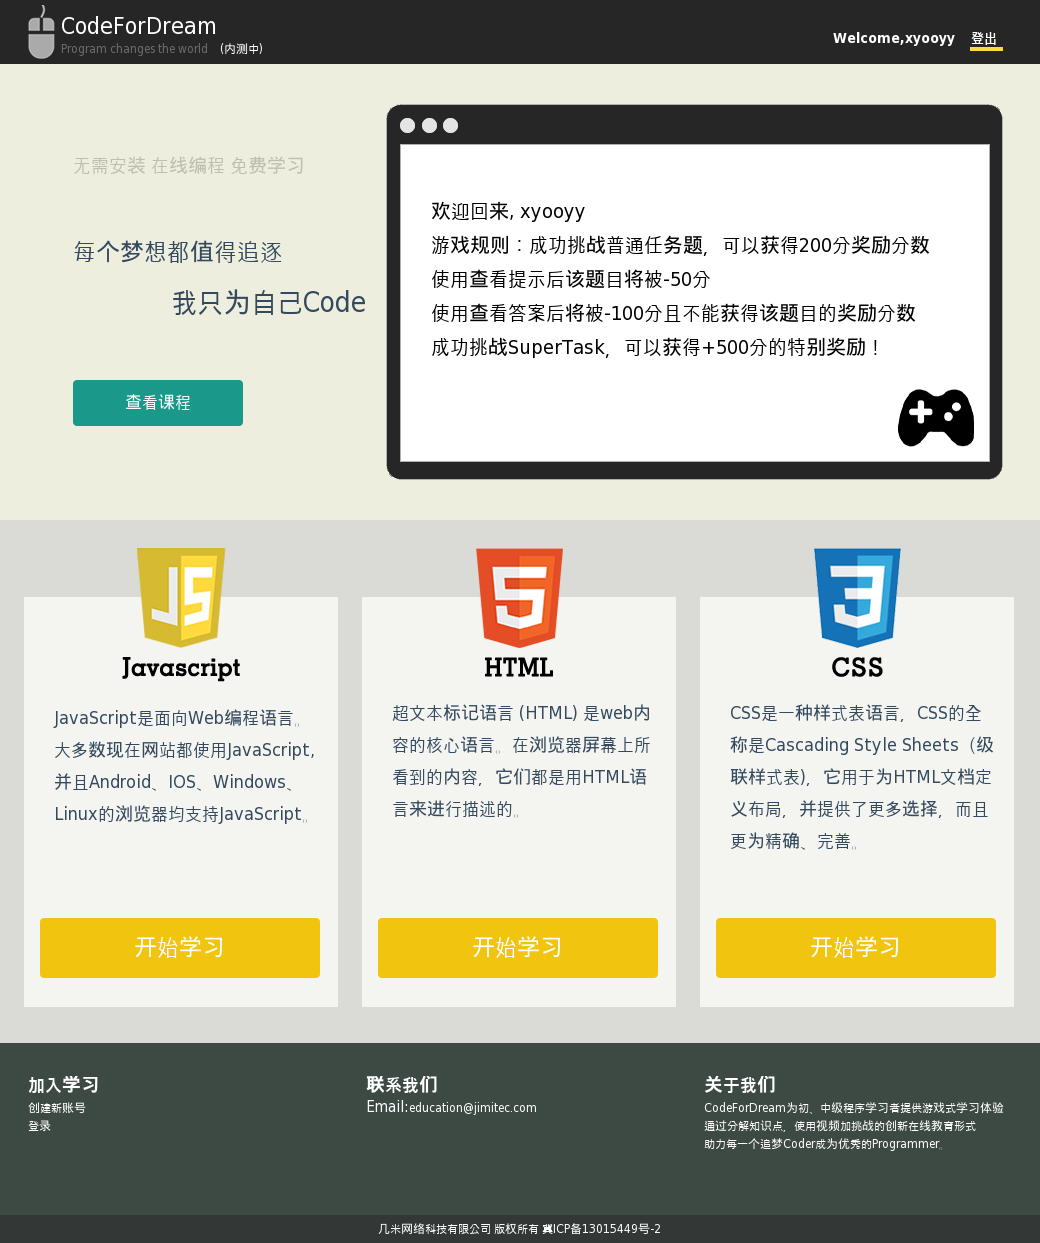 CodeForDream
Program changes the world (内测中)
Welcome,xyooyy 登出
无需安装 在线编程 免费学习
每个梦想都值得追逐
我只为自己Code
查看课程
欢迎回来, xyooyy
游戏规则：成功挑战普通任务题，可以获得200分奖励分数
使用查看提示后该题目将被-50分
使用查看答案后将被-100分且不能获得该题目的奖励分数
成功挑战SuperTask，可以获得+500分的特别奖励！
JS
Javascript
JavaScript是面向Web编程语言。
大多数现在网站都使用JavaScript,
并且Android、IOS、Windows、
Linux的浏览器均支持JavaScript。
开始学习
5
HTML
超文本标记语言 (HTML) 是web内
容的核心语言。在浏览器屏幕上所
看到的内容，它们都是用HTML语
言来进行描述的。
开始学习
3
CSS
CSS是一种样式表语言，CSS的全
称是Cascading Style Sheets（级
联样式表)，它用于为HTML文档定
义布局，并提供了更多选择，而且
更为精确、完善。
开始学习
加入学习
创建新账号
登录
联系我们
Email:education@jimitec.com
关于我们
CodeForDream为初、中级程序学习者提供游戏式学习体验
通过分解知识点，使用视频加挑战的创新在线教育形式
助力每一个追梦Coder成为优秀的Programmer。
几米网络科技有限公司 版权所有 冀ICP备13015449号-2